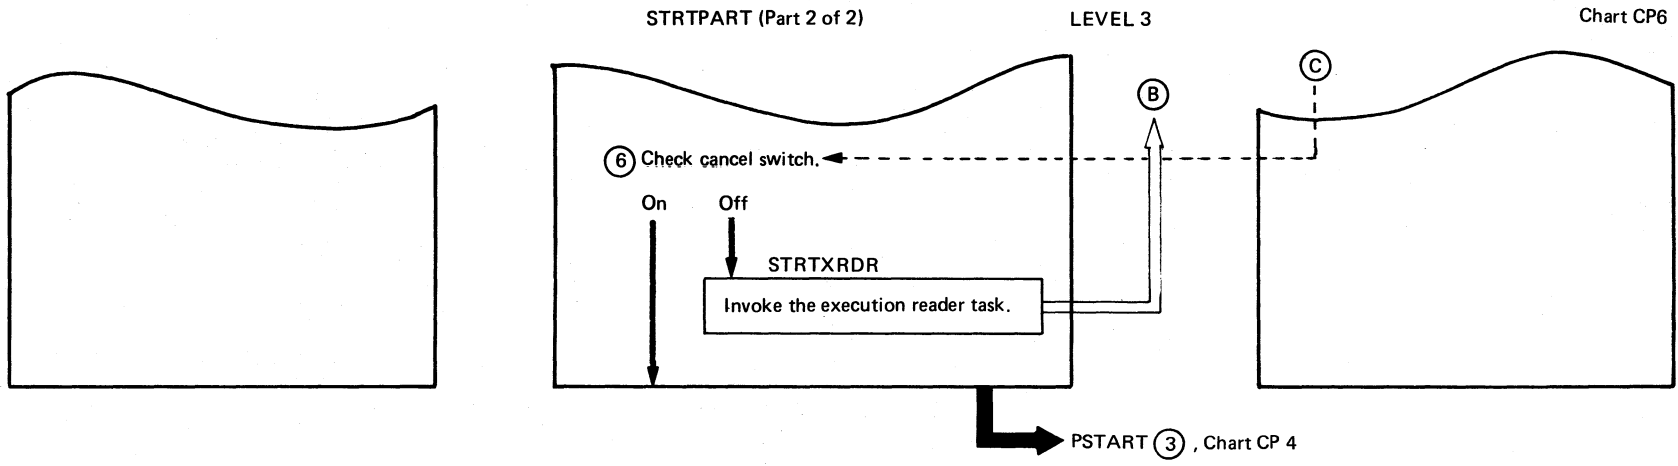 STRTPART (Part 2 of 2) LEVEL 3 Chart CP6
C
B
6 Check cancel switch.
On Off
STRTXRDR
Invoke the execution reader task.
PSTART 3 , Chart CP 4